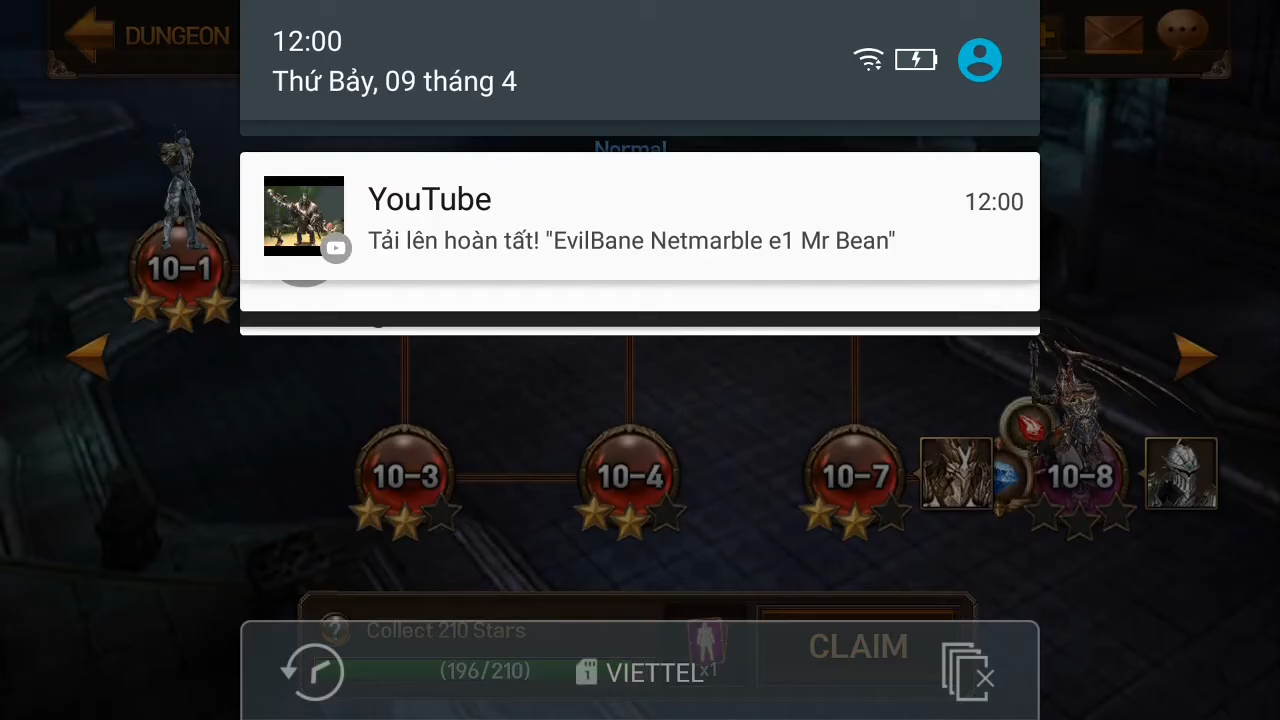 DUNGEON
12:00
Thứ Bảy, 09 tháng 4
Normal
YouTube
12:00
Tải lên hoàn tất! "EvilBane Netmarble e1 Mr Bean"
10-1
10-3
10-4
10-7
10-8
Collect 210 Stars
(196/210)
x1
CLAIM
1 VIETTEL